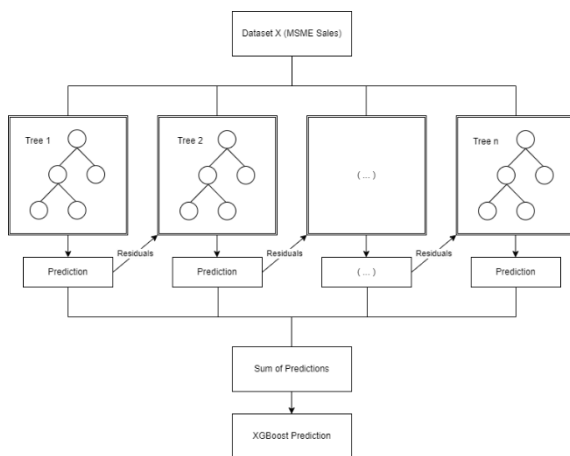 Dataset X (MSME Sales)
Tree 1
Tree 2
( ... )
Tree n
Residuals
Residuals
Residuals
Prediction
Prediction
( ... )
Prediction
Sum of Predictions
XGBoost Prediction